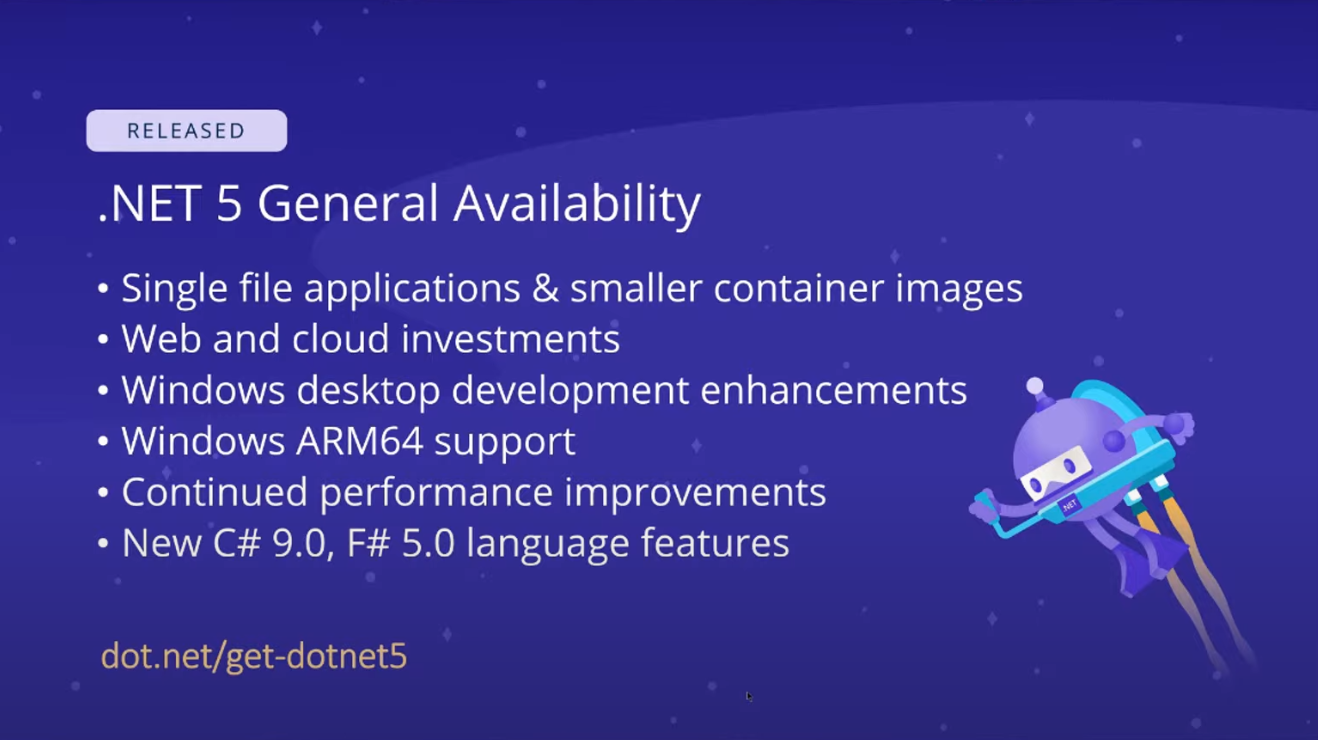 RELEASED
.NET 5 General Availability
• Single file applications & smaller container images
• Web and cloud investments
• Windows desktop development enhancements
• Windows ARM64 support
• Continued performance improvements
• New C# 9.0, F# 5.0 language features
.NET
dot.net/get-dotnet5